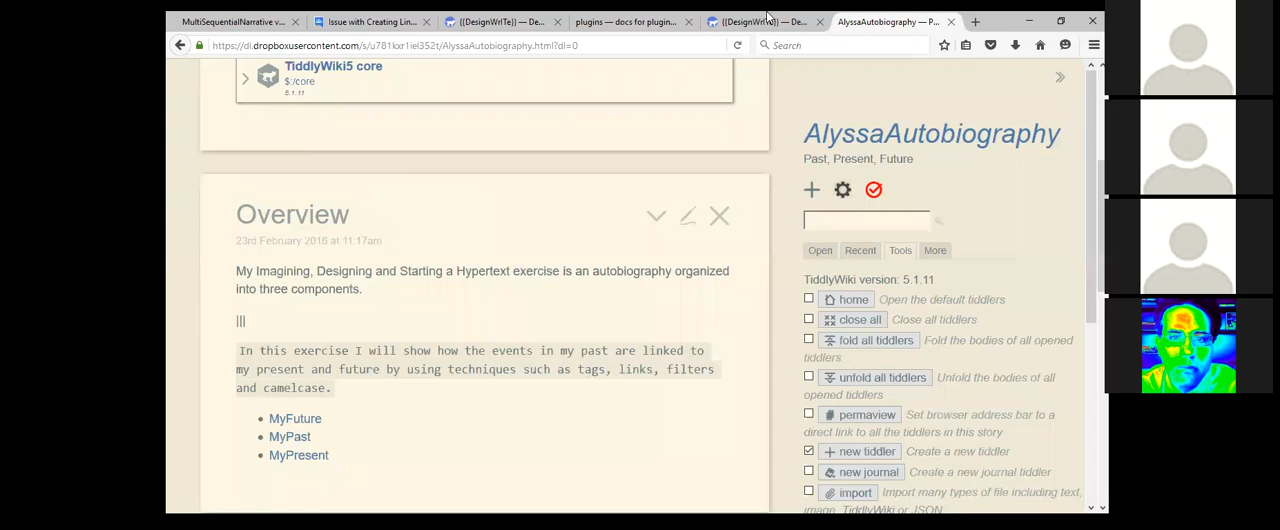 MultiSequentialNarrative v...
Issue with Creating Lin...
{{DesignWriTe}} — De...
plugins — docs for plugin...
{{DesignWriTe}} — De...
AlyssaAutobiography — P...
https://dl.dropboxusercontent.com/s/u781kxr1iel352t/AlyssaAutobiography.html?dl=0
Search
TiddlyWiki5 core
$:/core
5.1.11
Overview
23rd February 2016 at 11:17am
My Imagining, Designing and Starting a Hypertext exercise is an autobiography organized
into three components.
|||
In this exercise I will show how the events in my past are linked to
my present and future by using techniques such as tags, links, filters
and camelcase.
MyFuture
MyPast
MyPresent
AlyssaAutobiography
Past, Present, Future
Open Recent Tools More
TiddlyWiki version: 5.1.11
home Open the default tiddlers
close all Close all tiddlers
fold all tiddlers Fold the bodies of all opened
tiddlers
unfold all tiddlers Unfold the bodies of all
opened tiddlers
permaview Set browser address bar to a
direct link to all the tiddlers in this story
new tiddler Create a new tiddler
new journal Create a new journal tiddler
import Import many types of file including text,
image, TiddlyWiki or JSON